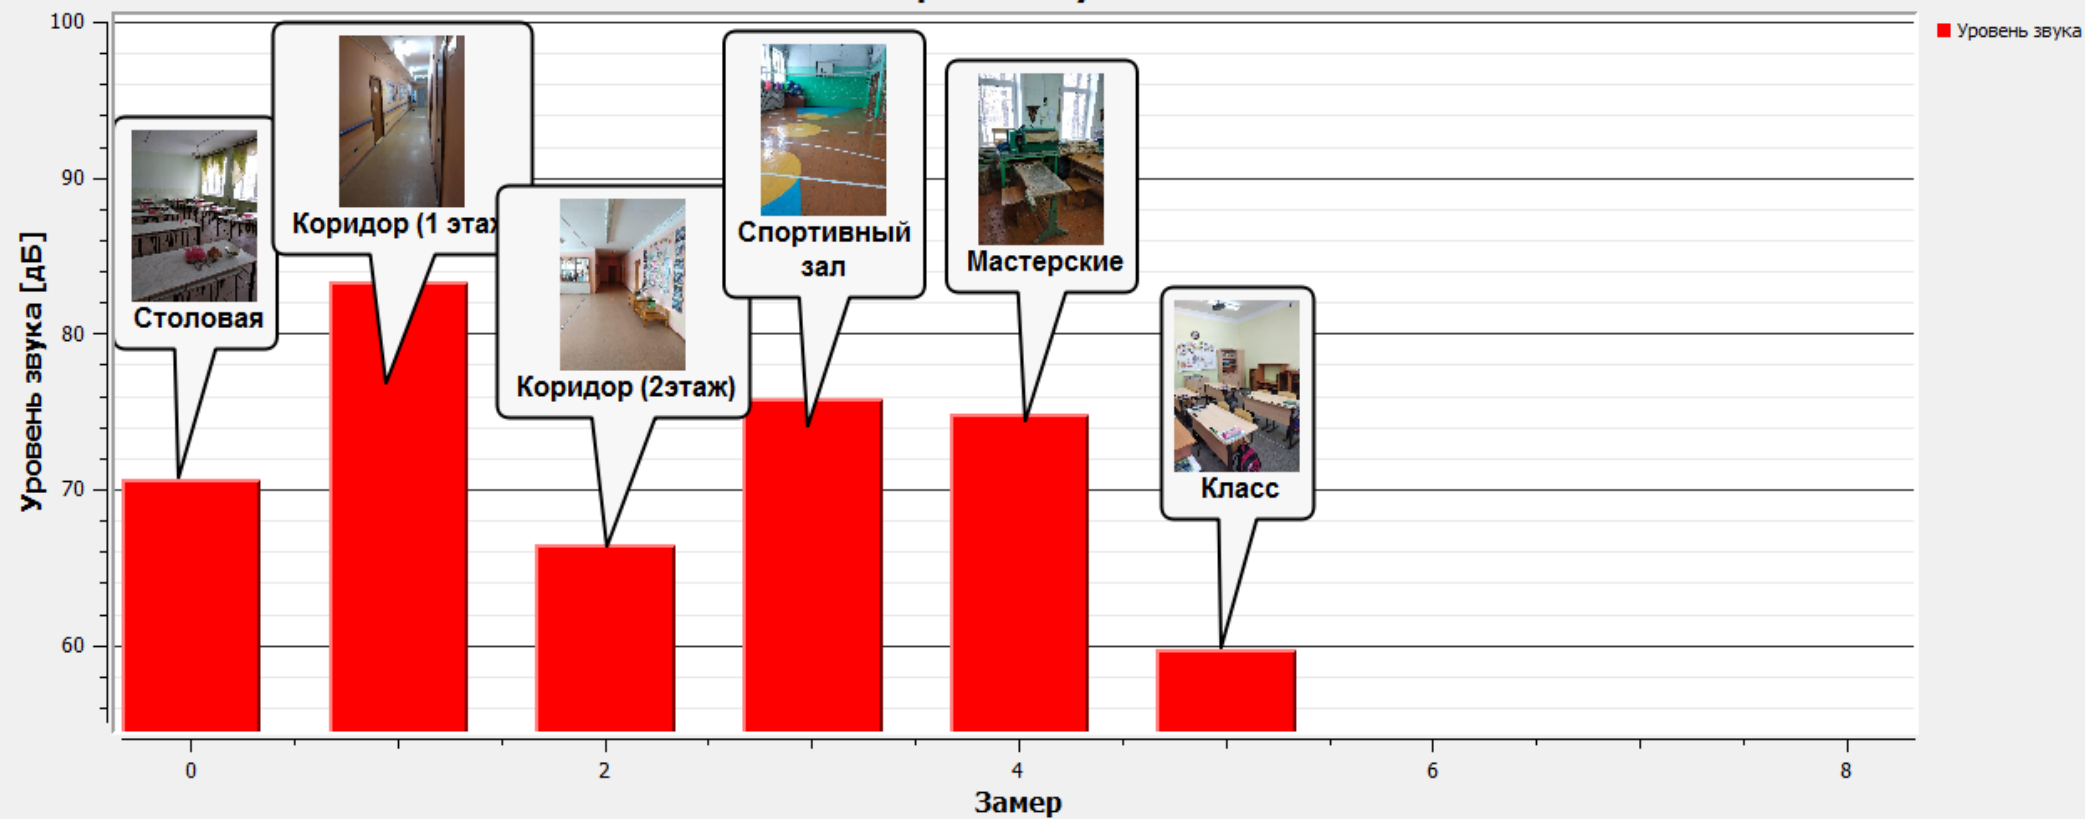 Уровень звука
100
90
80
70
60
Уровень звука [дБ]
Столовая
Коридор (1 этаж
Коридор (2этаж)
Спортивный
зал
Мастерские
Класс
0
2
4
6
8
Замер